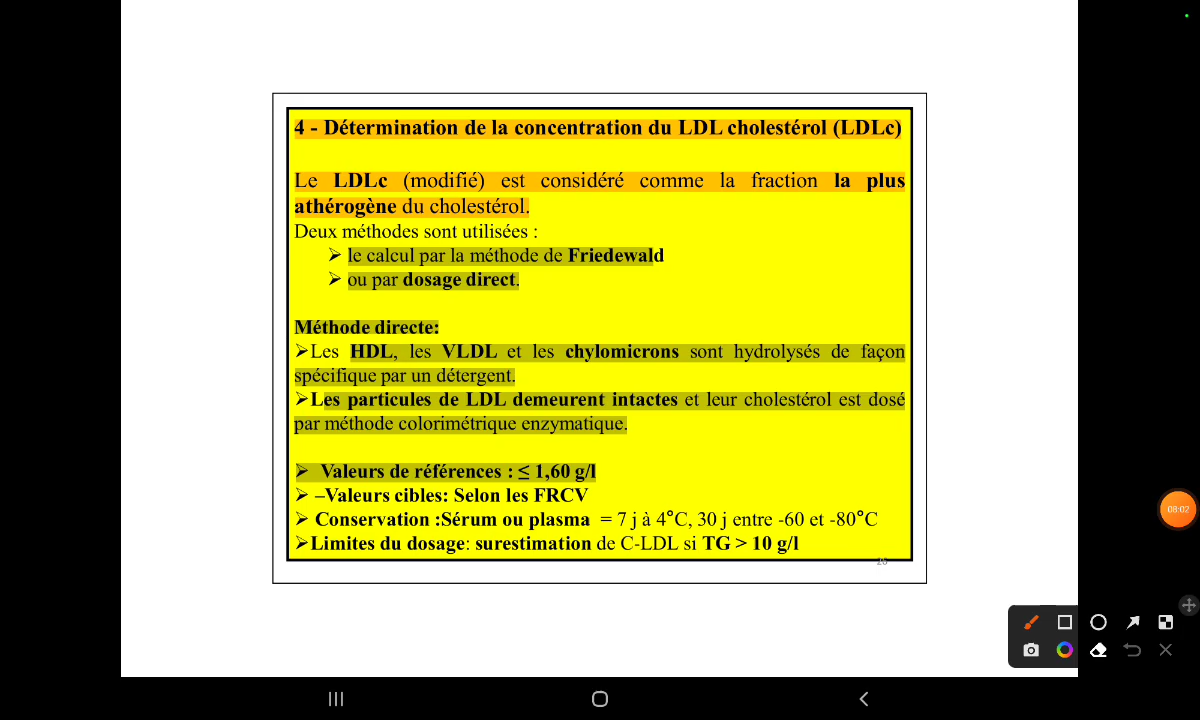 4 - Détermination de la concentration du LDL cholestérol (LDLc)
Le LDLc (modifié) est considéré comme la fraction la plus
athérogène du cholestérol.
Deux méthodes sont utilisées :
➢ le calcul par la méthode de Friedewald
➢ ou par dosage direct.
Méthode directe:
➢Les HDL, les VLDL et les chylomicrons sont hydrolysés de façon
spécifique par un détergent.
➢Les particules de LDL demeurent intactes et leur cholestérol est dosé
par méthode colorimétrique enzymatique.
➢ Valeurs de références : ≤ 1,60 g/l
➢ –Valeurs cibles: Selon les FRCV
➢ Conservation :Sérum ou plasma = 7 j à 4°C, 30 j entre -60 et -80°C
➢Limites du dosage: surestimation de C-LDL si TG > 10 g/l
08:02